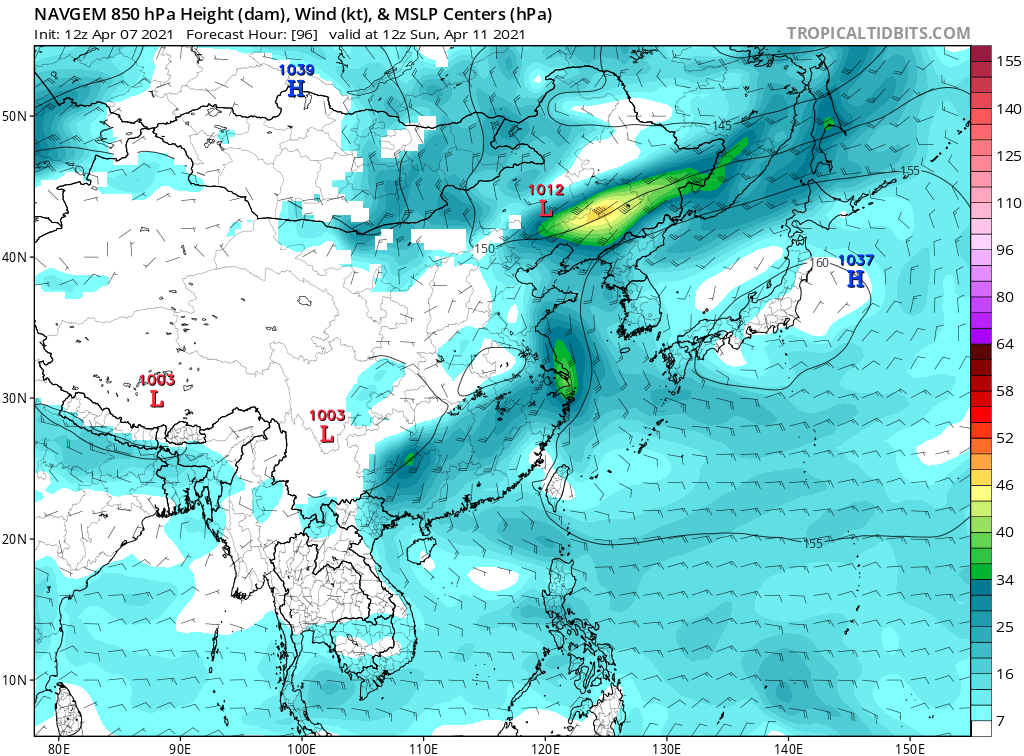 NAVGEM 850 hPa Height (dam), Wind (kt), & MSLP Centers (hPa)
Init: 12z Apr 07 2021 Forecast Hour: [96] valid at 12z Sun, Apr 11 2021
TROPICALTIDBITS.COM
155
1039
H
50N
140
145
125
155
1012
L
110
150
96
40N
160
1037
H
80
64
1003
L
58
30N
1003
L
52
46
40
20N
155
34
25
10N
16
7
80E 90E 100E 110E 120E 130E 140E 150E